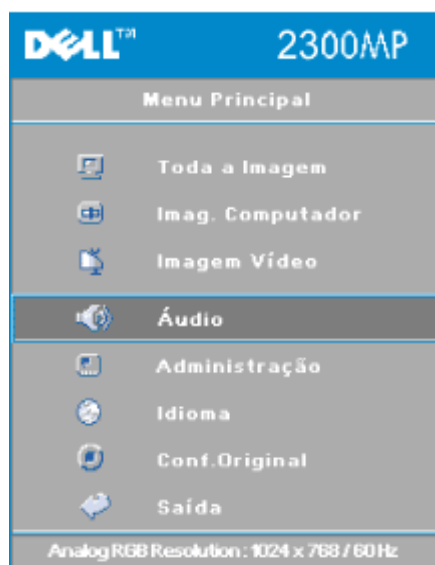 DELL™ 2300MP
Menu Principal
Toda a Imagem
Imag. Computador
Imagem Vídeo
Áudio
Administração
Idioma
Conf.Original
Saída
Analog RGB Resolution : 1024 x 768 / 60 Hz